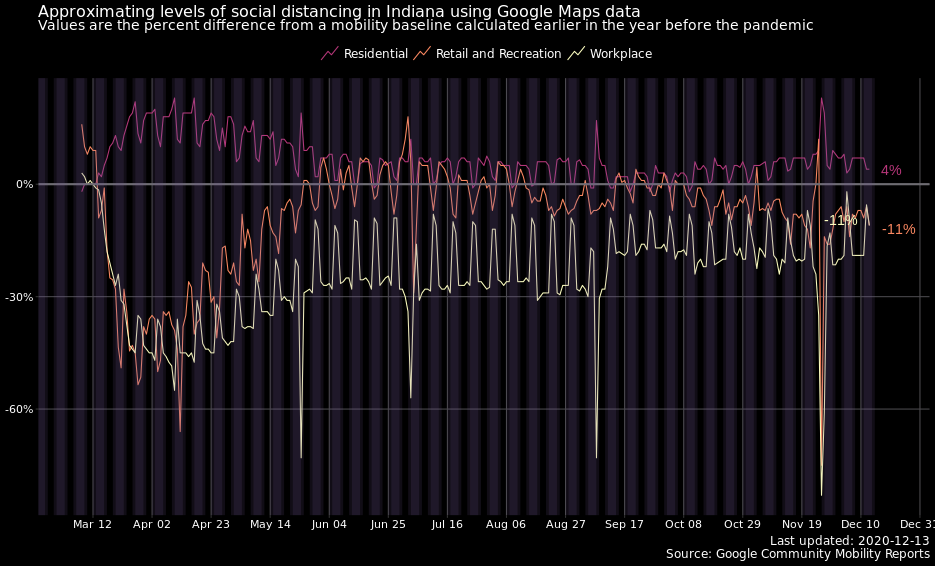 Approximating levels of social distancing in Indiana using Google Maps data
Values are the percent difference from a mobility baseline calculated earlier in the year before the pandemic
Residential Retail and Recreation Workplace
4%
0%
-11%
-11%
-30%
-60%
Mar 12 Apr 02 Apr 23 May 14 Jun 04 Jun 25 Jul 16 Aug 06 Aug 27 Sep 17 Oct 08 Oct 29 Nov 19 Dec 10 Dec 31
Last updated: 2020-12-13
Source: Google Community Mobility Reports